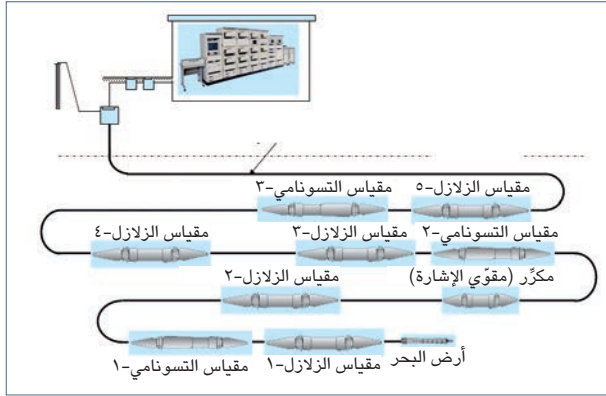 مقياس التسونامي-٣
مقياس الزلازل-٥
مقياس الزلازل-٤
مقياس الزلازل-٣
مقياس التسونامي-٢
مقياس الزلازل-٢
مكرِّر (مقوّي الإشارة)
مقياس التسونامي-١
مقياس الزلازل-١
أرض البحر